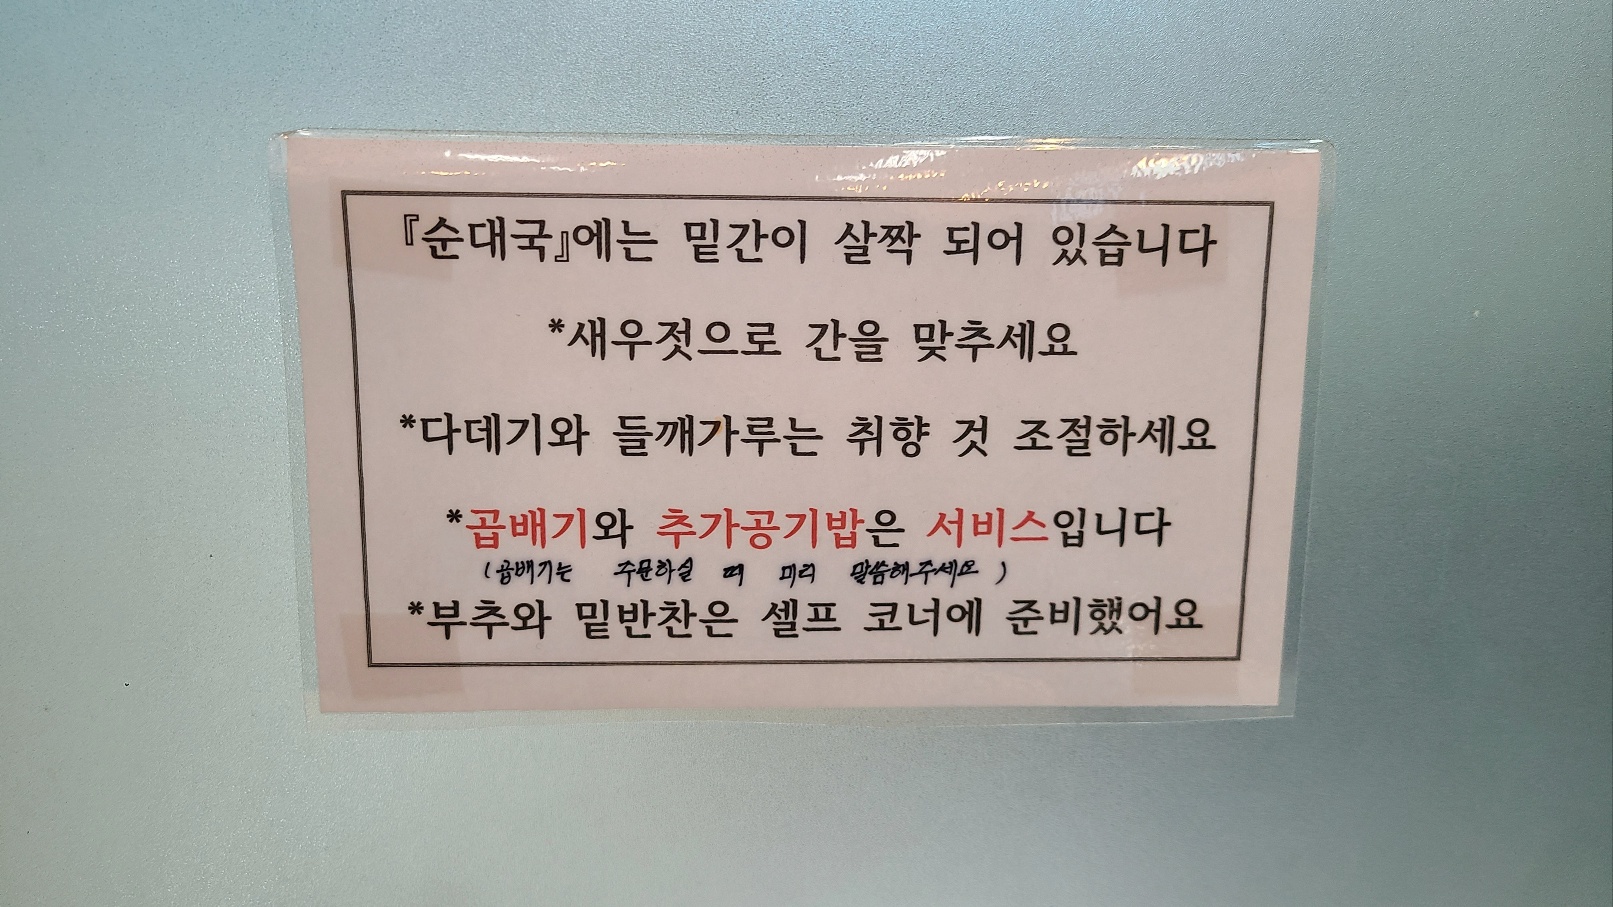 『순대국』에는 밑간이 살짝 되어 있습니다
*새우젓으로 간을 맞추세요
*다데기와 들깨가루는 취향 것 조절하세요
*곱배기와 추가공기밥은 서비스입니다
(곱배기는 주문하실 때 미리 말씀해주세요)
*부추와 밑반찬은 셀프 코너에 준비했어요